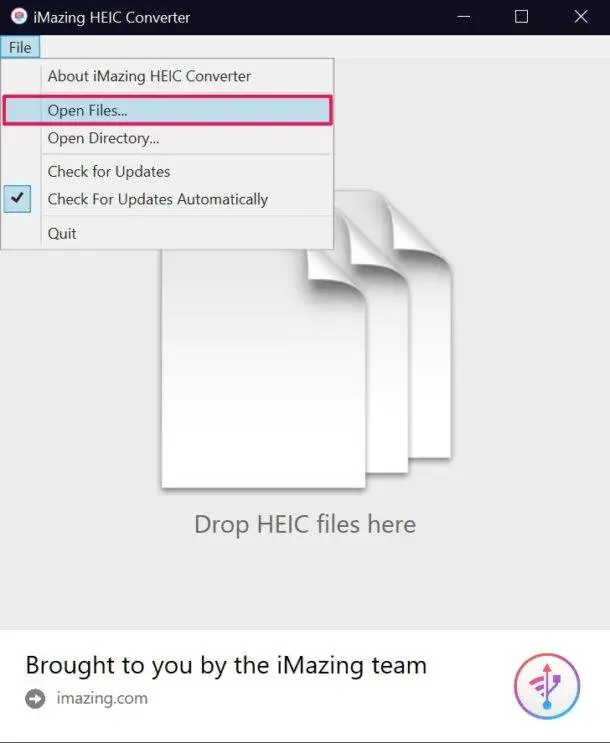 iMazing HEIC Converter
File
About iMazing HEIC Converter
Open Files...
Open Directory...
Check for Updates
Check For Updates Automatically
Quit
Drop HEIC files here
Brought to you by the iMazing team
imazing.com